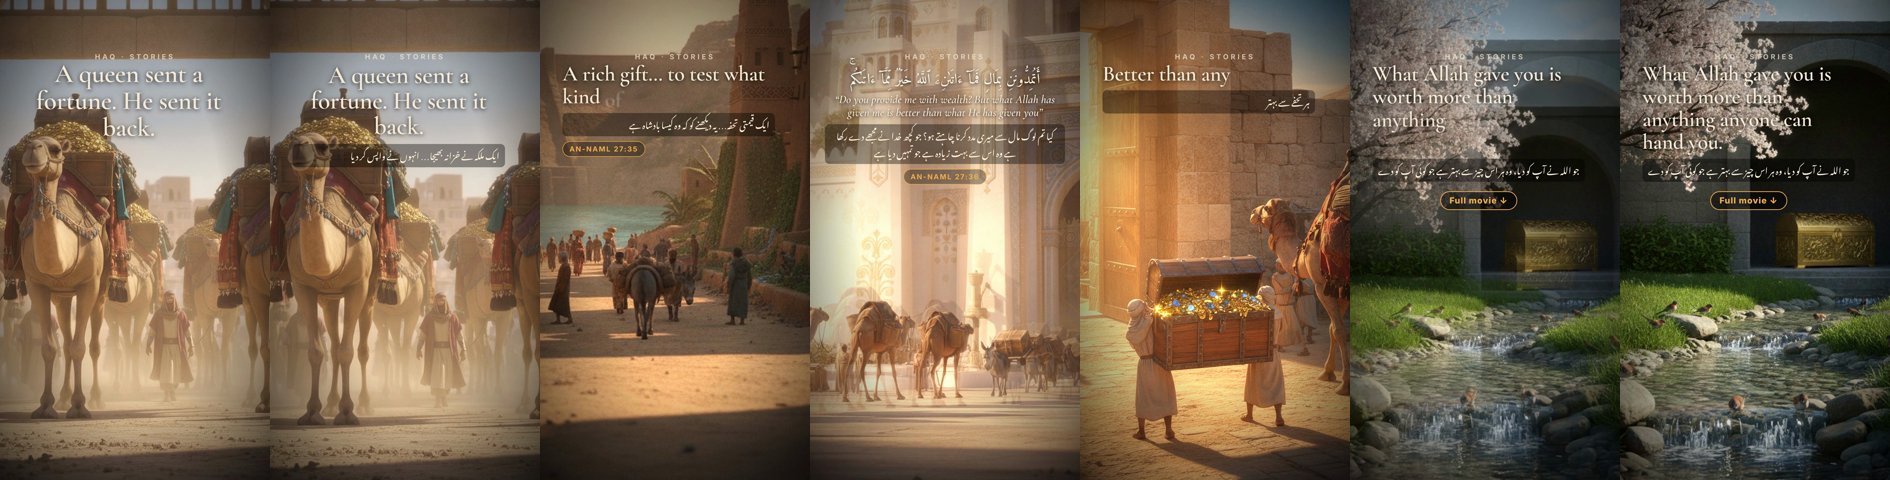 HAQ · STORIES
A queen sent a
fortune. He sent it
back.
HAQ · STORIES
A queen sent a
fortune. He sent it
back.
ایک ملکہ نے خزانہ بھیجا... انہوں نے واپس کر دیا
HAQ · STORIES
A rich gift... to test what
kind of
ایک قیمتی تحفہ... یہ دیکھنے کو کہ وہ کیسا بادشاہ ہے
AN-NAML 27:35
HAQ · STORIES
أَتُمِدُّونَنِ بِمَالٍ فَمَآ ءَاتَىٰنِۦَ ٱللَّهُ خَيْرٌ مِّمَّآ ءَاتَىٰكُم
“Do you provide me with wealth? But what Allah has
given me is better than what He has given you”
کیا تم لوگ مال سے میری مدد کرنا چاہتے ہو؟ جو کچھ خدا نے مجھے دے رکھا
ہے وہ اس سے بہت زیادہ ہے جو تمہیں دیا ہے
AN-NAML 27:36
HAQ · STORIES
Better than any
ہر تحفے سے بہتر
HAQ · STORIES
What Allah gave you is
worth more than
anything
جو اللہ نے آپ کو دیا، وہ ہر اس چیز سے بہتر ہے جو کوئی آپ کو دے
Full movie ↓
HAQ · STORIES
What Allah gave you is
worth more than
anything anyone can
hand you.
جو اللہ نے آپ کو دیا، وہ ہر اس چیز سے بہتر ہے جو کوئی آپ کو دے
Full movie ↓